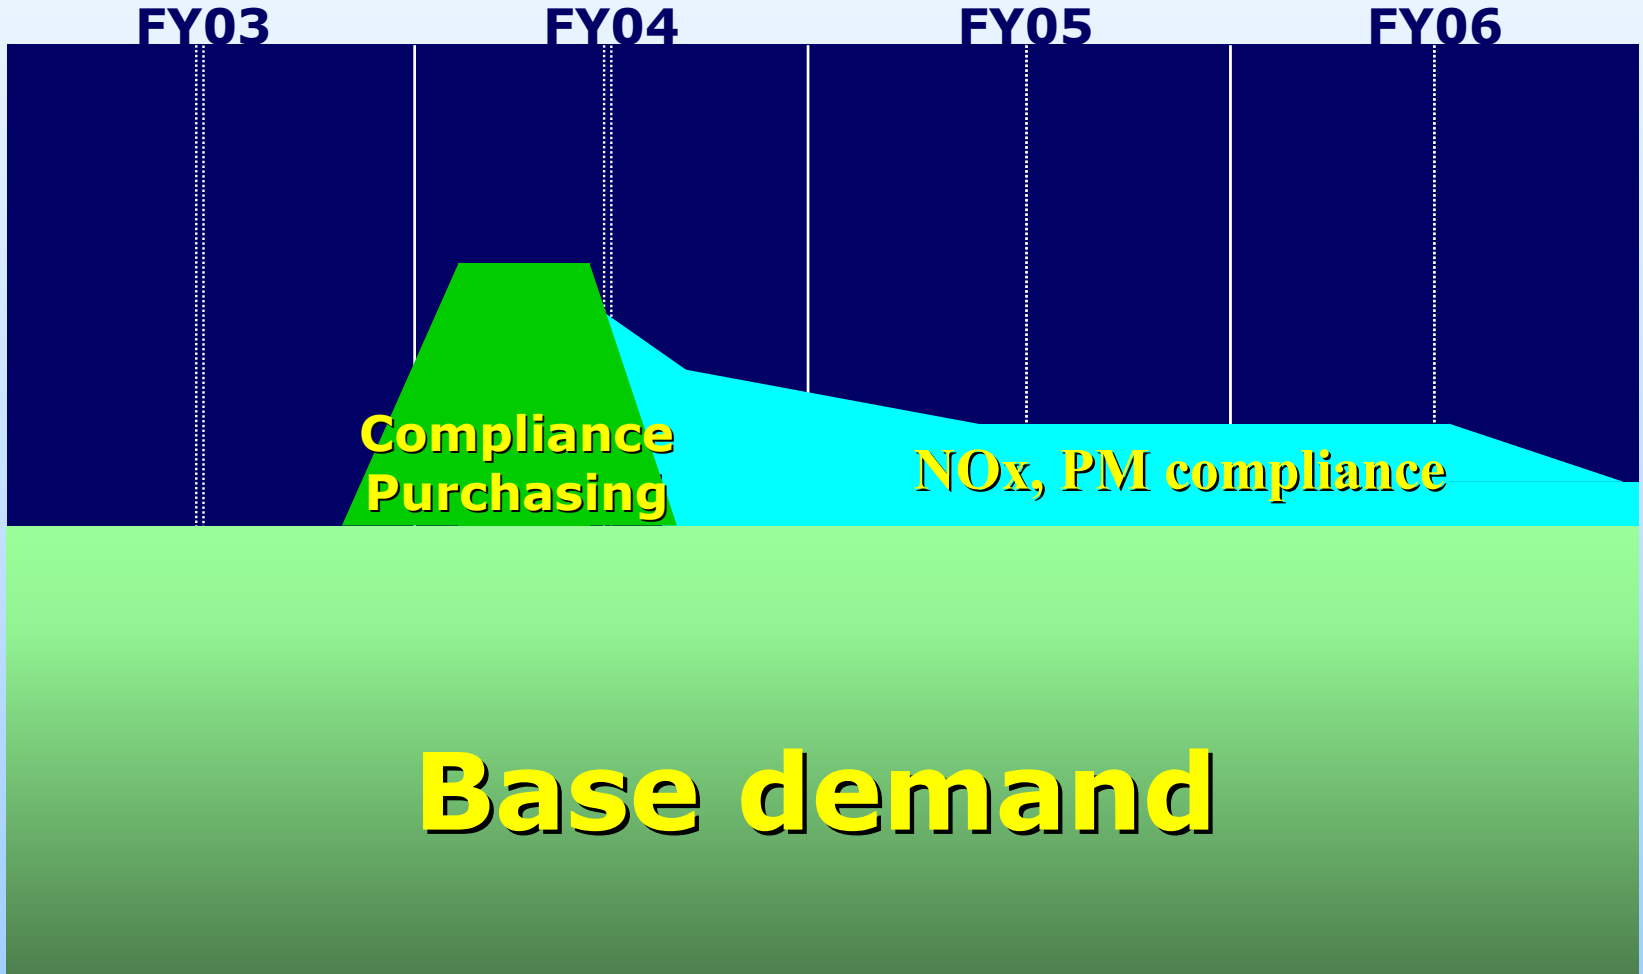 FY03 FY04 FY05 FY06
Compliance
Purchasing
NOx, PM compliance
Base demand